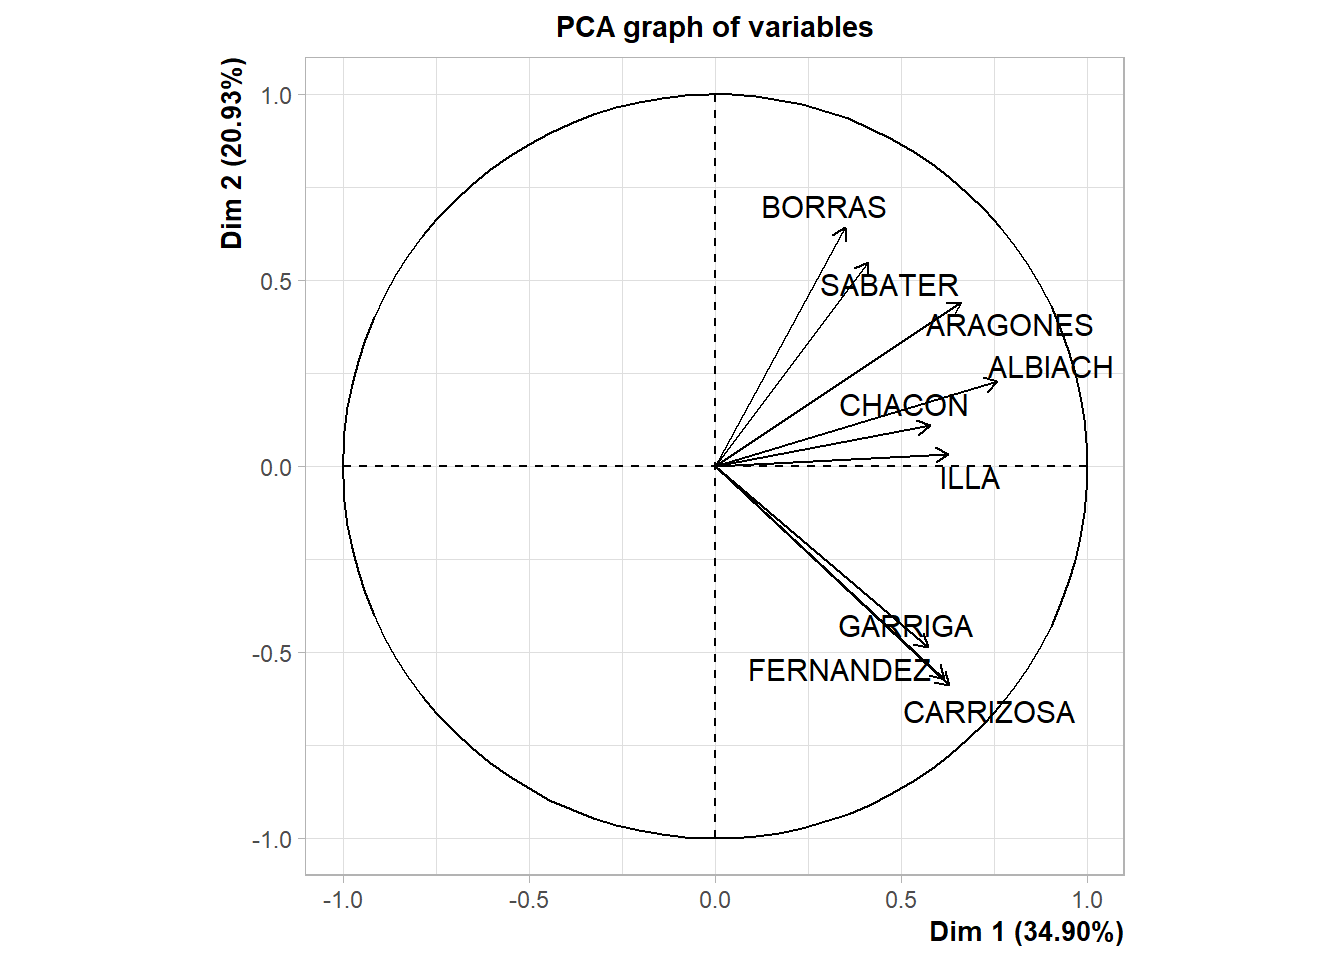 PCA graph of variables
Dim 2 (20.93%)
1.0
0.5
0.0
-0.5
-1.0
BORRAS
SABATER
ARAGONES
ALBIACH
CHACON
ILLA
GARRIGA
FERNANDEZ
CARRIZOSA
-1.0 -0.5 0.0 0.5 1.0
Dim 1 (34.90%)